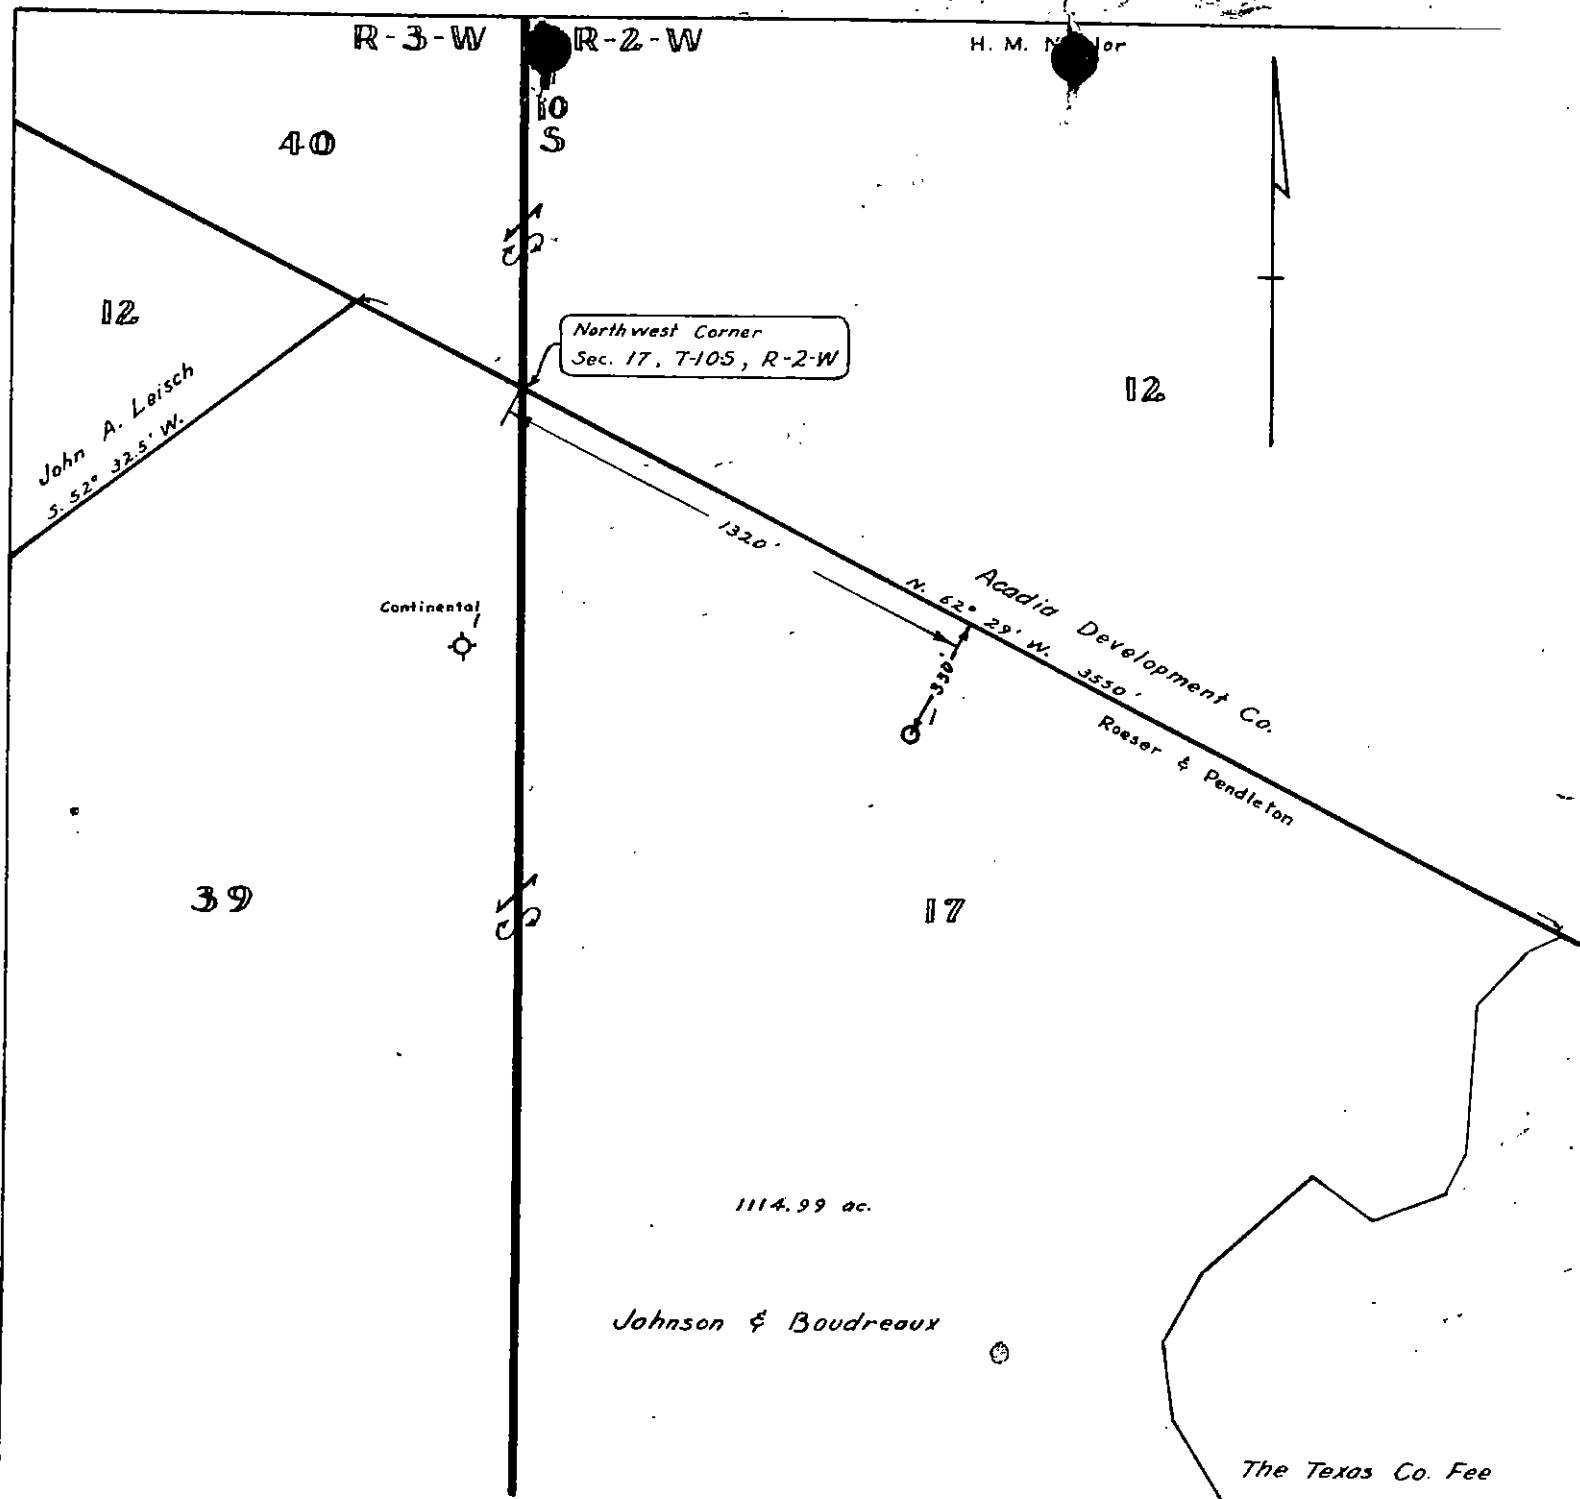 R-3-W
R-2-W
H. M.
10
S
40
12
Northwest Corner
Sec. 17, T-10S, R-2-W
12
John A. Leisch
S. 52° 32.5' W.
1320'
Continental
1
N. 62° 29' W. 3550'
Acadia Development Co.
330'
1
Roeser & Pendleton
39
17
1114.99 ac.
Johnson & Boudreaux
The Texas Co. Fee